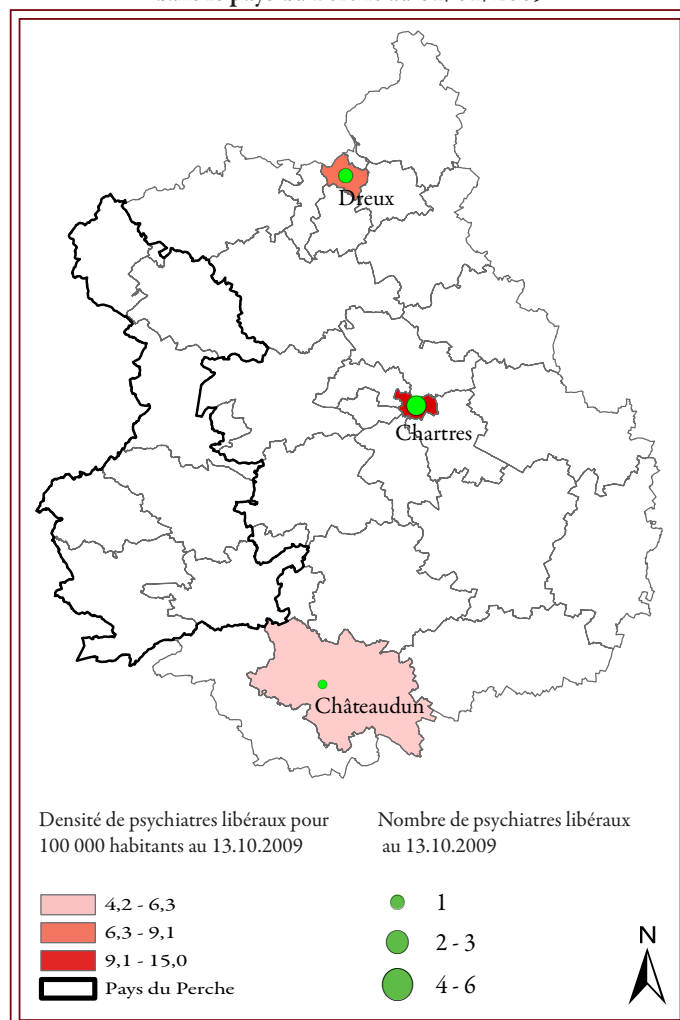 Dreux
Chartres
Châteaudun
Densité de psychiatres libéraux pour
100 000 habitants au 13.10.2009
4,2 - 6,3
6,3 - 9,1
9,1 - 15,0
Pays du Perche
Nombre de psychiatres libéraux
au 13.10.2009
1
2 - 3
4 - 6
N